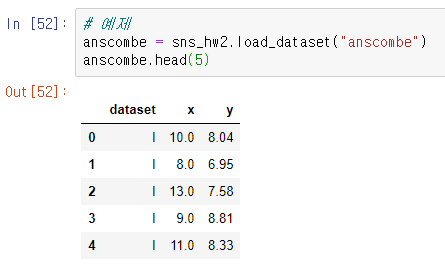 In [52]: # 예제
anscombe = sns_hw2.load_dataset("anscombe")
anscombe.head(5)
Out[52]:
dataset x y
0 I 10.0 8.04
1 I 8.0 6.95
2 I 13.0 7.58
3 I 9.0 8.81
4 I 11.0 8.33